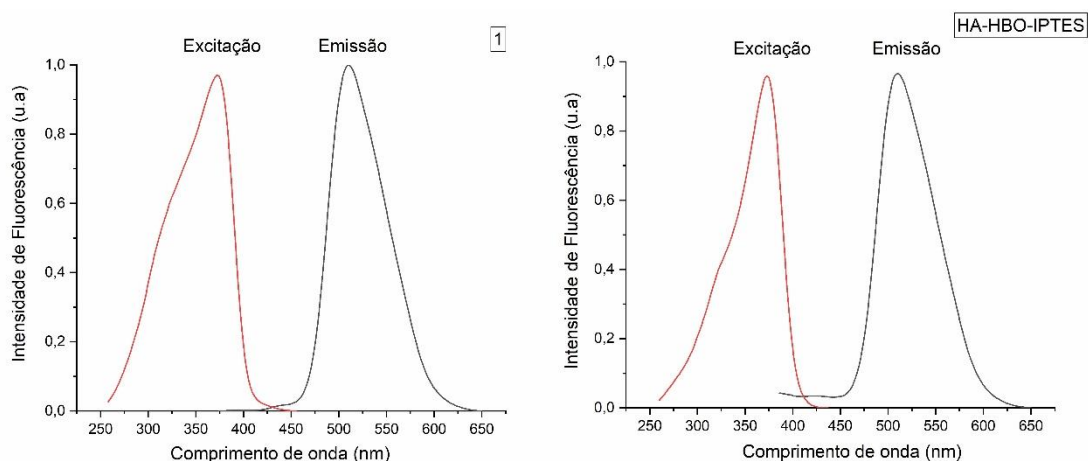 Excitação Emissão 1
1,0
0,8
0,6
0,4
0,2
0,0
Intensidade de Fluorescência (u.a)
250 300 350 400 450 500 550 600 650
Comprimento de onda (nm)
HA-HBO-IPTES
Excitação Emissão
1,0
0,8
0,6
0,4
0,2
0,0
Intensidade de Fluorescência (u.a)
250 300 350 400 450 500 550 600 650
Comprimento de onda (nm)